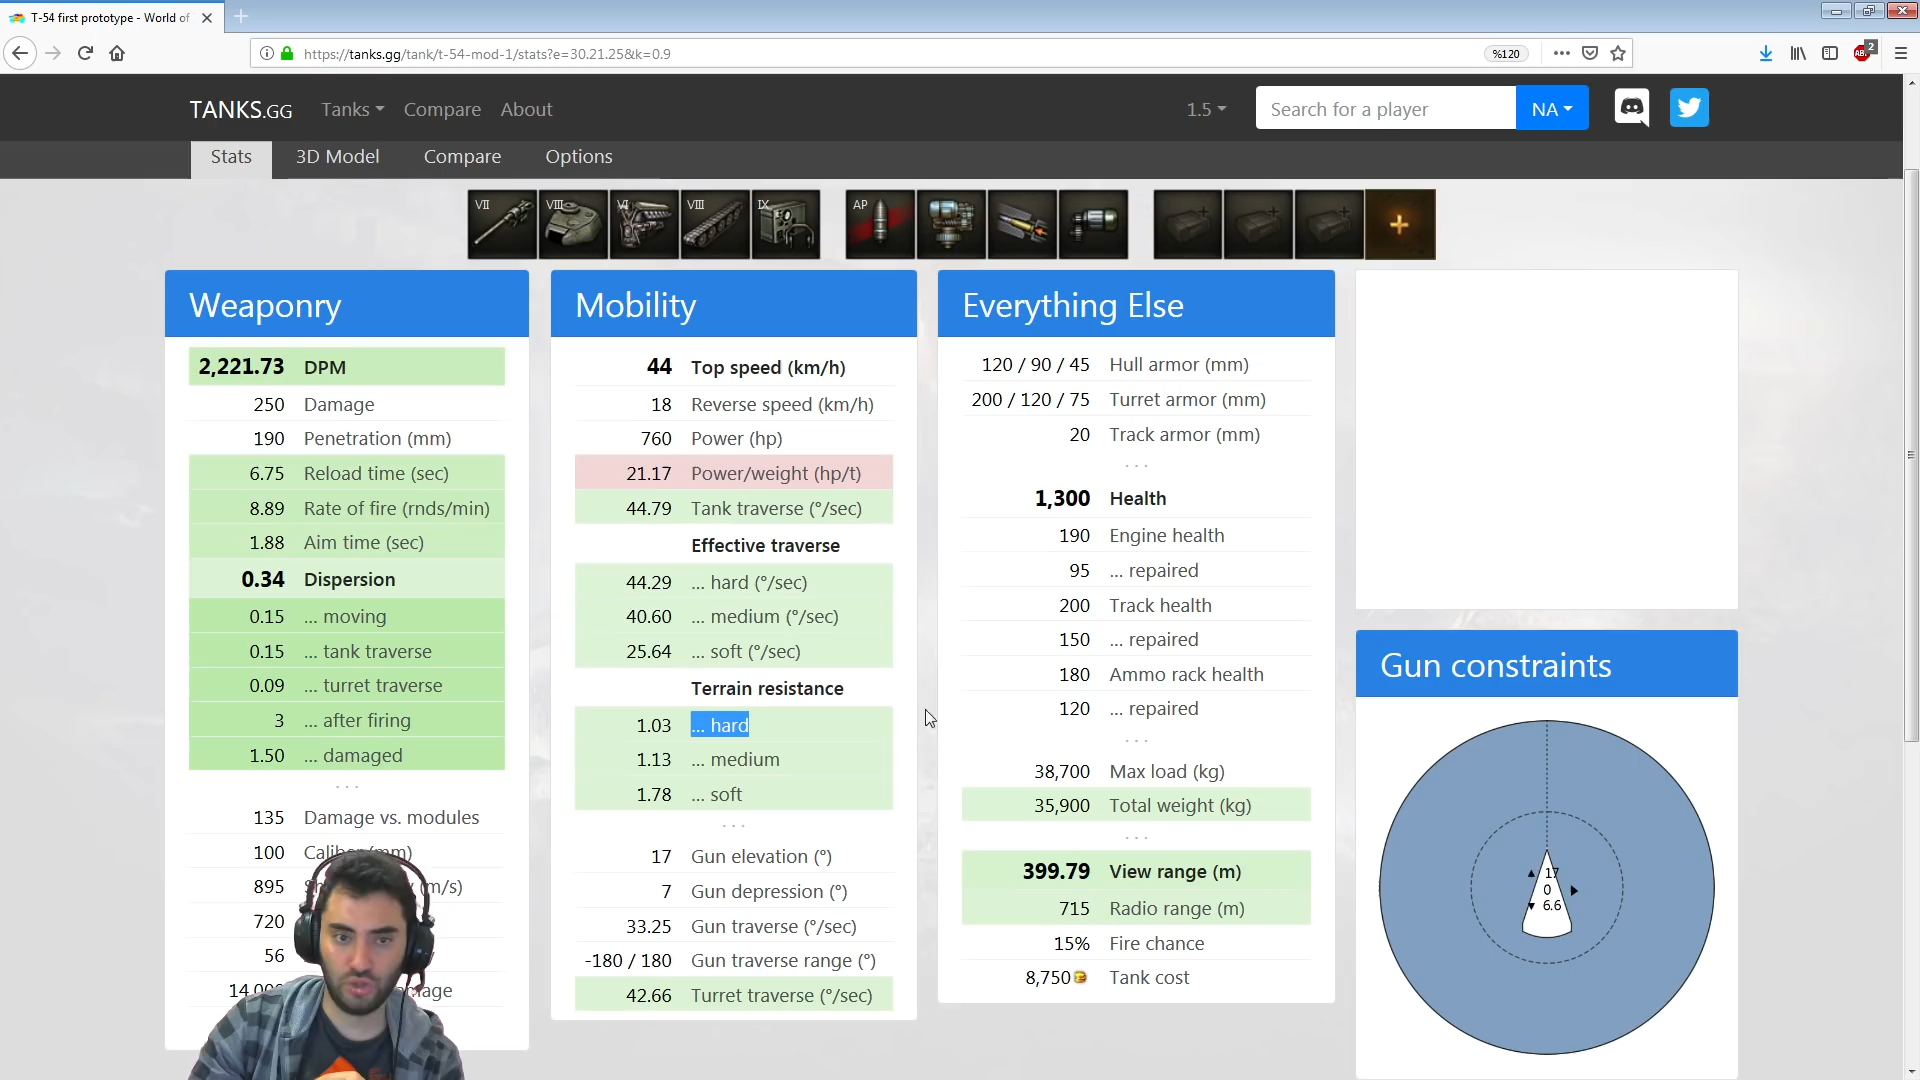 T-54 first prototype - World of
https://tanks.gg/tank/t-54-mod-1/stats?e=30.21.25&k=0.9
%120
ABP 2
TANKS.GG Tanks Compare About
1.5 Search for a player NA
Stats 3D Model Compare Options
VII VIII VI VIII IX AP
Weaponry
2,221.73 DPM
250 Damage
190 Penetration (mm)
6.75 Reload time (sec)
8.89 Rate of fire (rnds/min)
1.88 Aim time (sec)
0.34 Dispersion
0.15 ... moving
0.15 ... tank traverse
0.09 ... turret traverse
3 ... after firing
1.50 ... damaged
...
135 Damage vs. modules
100 Caliber (mm)
895 (m/s)
720
56
Mobility
44 Top speed (km/h)
18 Reverse speed (km/h)
760 Power (hp)
21.17 Power/weight (hp/t)
44.79 Tank traverse (°/sec)
Effective traverse
44.29 ... hard (°/sec)
40.60 ... medium (°/sec)
25.64 ... soft (°/sec)
Terrain resistance
1.03 ... hard
1.13 ... medium
1.78 ... soft
...
17 Gun elevation (°)
7 Gun depression (°)
33.25 Gun traverse (°/sec)
-180 / 180 Gun traverse range (°)
42.66 Turret traverse (°/sec)
Everything Else
120 / 90 / 45 Hull armor (mm)
200 / 120 / 75 Turret armor (mm)
20 Track armor (mm)
...
1,300 Health
190 Engine health
95 ... repaired
200 Track health
150 ... repaired
180 Ammo rack health
120 ... repaired
...
38,700 Max load (kg)
35,900 Total weight (kg)
...
399.79 View range (m)
715 Radio range (m)
15% Fire chance
8,750 Tank cost
Gun constraints
17
0
6.6